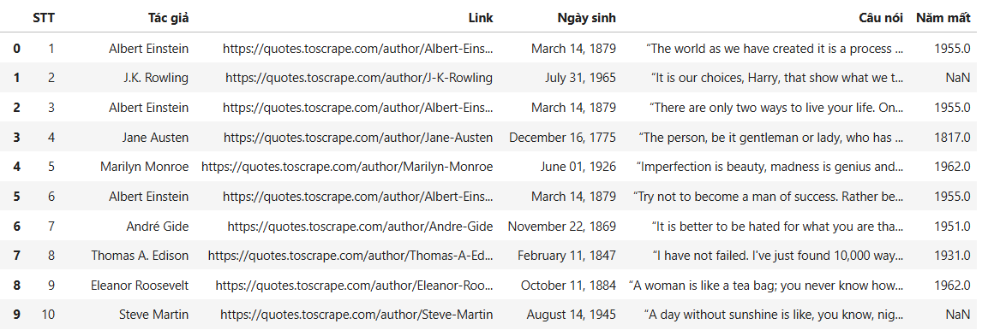 STT Tác giả Link Ngày sinh Câu nói Năm mất
0 1 Albert Einstein https://quotes.toscrape.com/author/Albert-Eins... March 14, 1879 “The world as we have created it is a process ... 1955.0
1 2 J.K. Rowling https://quotes.toscrape.com/author/J-K-Rowling July 31, 1965 “It is our choices, Harry, that show what we t... NaN
2 3 Albert Einstein https://quotes.toscrape.com/author/Albert-Eins... March 14, 1879 “There are only two ways to live your life. On... 1955.0
3 4 Jane Austen https://quotes.toscrape.com/author/Jane-Austen December 16, 1775 “The person, be it gentleman or lady, who has ... 1817.0
4 5 Marilyn Monroe https://quotes.toscrape.com/author/Marilyn-Monroe June 01, 1926 “Imperfection is beauty, madness is genius and... 1962.0
5 6 Albert Einstein https://quotes.toscrape.com/author/Albert-Eins... March 14, 1879 “Try not to become a man of success. Rather be... 1955.0
6 7 André Gide https://quotes.toscrape.com/author/Andre-Gide November 22, 1869 “It is better to be hated for what you are tha... 1951.0
7 8 Thomas A. Edison https://quotes.toscrape.com/author/Thomas-A-Ed... February 11, 1847 “I have not failed. I've just found 10,000 way... 1931.0
8 9 Eleanor Roosevelt https://quotes.toscrape.com/author/Eleanor-Roo... October 11, 1884 “A woman is like a tea bag; you never know how... 1962.0
9 10 Steve Martin https://quotes.toscrape.com/author/Steve-Martin August 14, 1945 “A day without sunshine is like, you know, nig... NaN